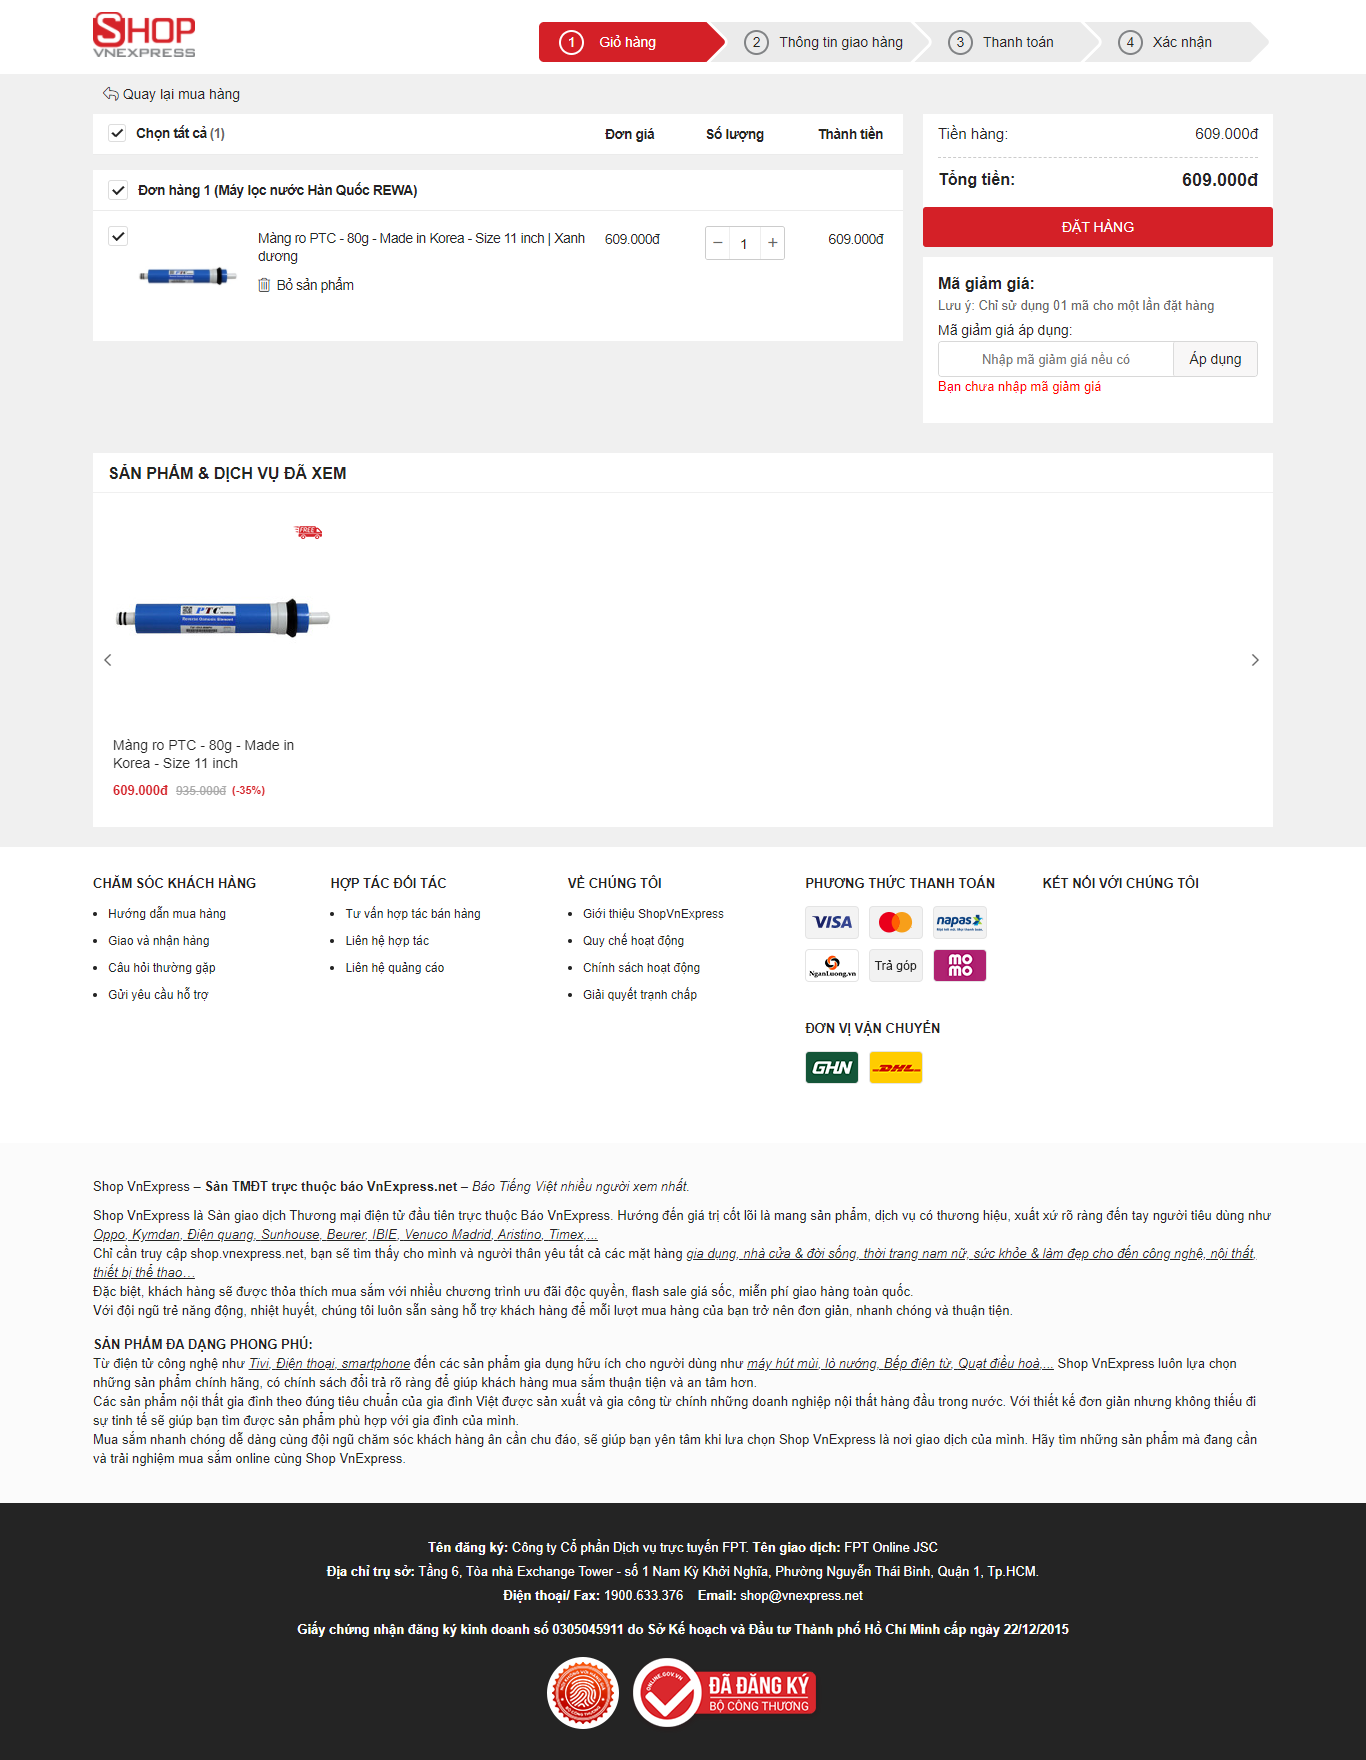 SHOP
VNEXPRESS
1 Giỏ hàng
2 Thông tin giao hàng
3 Thanh toán
4 Xác nhận
Quay lại mua hàng
Chọn tất cả (1) Đơn giá Số lượng Thành tiền
Đơn hàng 1 (Máy lọc nước Hàn Quốc REWA)
Màng ro PTC - 80g - Made in Korea - Size 11 inch | Xanh dương
609.000đ − 1 + 609.000đ
Bỏ sản phẩm
Tiền hàng: 609.000đ
Tổng tiền: 609.000đ
ĐẶT HÀNG
Mã giảm giá:
Lưu ý: Chỉ sử dụng 01 mã cho một lần đặt hàng
Mã giảm giá áp dụng:
Nhập mã giảm giá nếu có Áp dụng
Bạn chưa nhập mã giảm giá
SẢN PHẨM & DỊCH VỤ ĐÃ XEM
FREE
PTC
Màng ro PTC - 80g - Made in
Korea - Size 11 inch
609.000đ 935.000đ (-35%)
CHĂM SÓC KHÁCH HÀNG
Hướng dẫn mua hàng
Giao và nhận hàng
Câu hỏi thường gặp
Gửi yêu cầu hỗ trợ
HỢP TÁC ĐỐI TÁC
Tư vấn hợp tác bán hàng
Liên hệ hợp tác
Liên hệ quảng cáo
VỀ CHÚNG TÔI
Giới thiệu ShopVnExpress
Quy chế hoạt động
Chính sách hoạt động
Giải quyết tranh chấp
PHƯƠNG THỨC THANH TOÁN
VISA
napas
NganLuong.vn
Trả góp
momo
ĐƠN VỊ VẬN CHUYỂN
GHN
DHL
KẾT NỐI VỚI CHÚNG TÔI
Shop VnExpress – Sàn TMĐT trực thuộc báo VnExpress.net – Báo Tiếng Việt nhiều người xem nhất.
Shop VnExpress là Sàn giao dịch Thương mại điện tử đầu tiên trực thuộc Báo VnExpress. Hướng đến giá trị cốt lõi là mang sản phẩm, dịch vụ có thương hiệu, xuất xứ rõ ràng đến tay người tiêu dùng như
Oppo, Kymdan, Điện quang, Sunhouse, Beurer, IBIE, Venuco Madrid, Aristino, Timex,...
Chỉ cần truy cập shop.vnexpress.net, bạn sẽ tìm thấy cho mình và người thân yêu tất cả các mặt hàng gia dụng, nhà cửa & đời sống, thời trang nam nữ, sức khỏe & làm đẹp cho đến công nghệ, nội thất,
thiết bị thể thao…
Đặc biệt, khách hàng sẽ được thỏa thích mua sắm với nhiều chương trình ưu đãi độc quyền, flash sale giá sốc, miễn phí giao hàng toàn quốc.
Với đội ngũ trẻ năng động, nhiệt huyết, chúng tôi luôn sẵn sàng hỗ trợ khách hàng để mỗi lượt mua hàng của bạn trở nên đơn giản, nhanh chóng và thuận tiện.
SẢN PHẨM ĐA DẠNG PHONG PHÚ:
Từ điện tử công nghệ như Tivi, Điện thoại, smartphone đến các sản phẩm gia dụng hữu ích cho người dùng như máy hút mùi, lò nướng, Bếp điện từ, Quạt điều hoà,... Shop VnExpress luôn lựa chọn
những sản phẩm chính hãng, có chính sách đổi trả rõ ràng để giúp khách hàng mua sắm thuận tiện và an tâm hơn.
Các sản phẩm nội thất gia đình theo đúng tiêu chuẩn của gia đình Việt được sản xuất và gia công từ chính những doanh nghiệp nội thất hàng đầu trong nước. Với thiết kế đơn giản nhưng không thiếu đi
sự tinh tế sẽ giúp bạn tìm được sản phẩm phù hợp với gia đình của mình.
Mua sắm nhanh chóng dễ dàng cùng đội ngũ chăm sóc khách hàng ân cần chu đáo, sẽ giúp bạn yên tâm khi lựa chọn Shop VnExpress là nơi giao dịch của mình. Hãy tìm những sản phẩm mà đang cần
và trải nghiệm mua sắm online cùng Shop VnExpress.
Tên đăng ký: Công ty Cổ phần Dịch vụ trực tuyến FPT. Tên giao dịch: FPT Online JSC
Địa chỉ trụ sở: Tầng 6, Tòa nhà Exchange Tower - số 1 Nam Kỳ Khởi Nghĩa, Phường Nguyễn Thái Bình, Quận 1, Tp.HCM.
Điện thoại/ Fax: 1900.633.376 Email: shop@vnexpress.net
Giấy chứng nhận đăng ký kinh doanh số 0305045911 do Sở Kế hoạch và Đầu tư Thành phố Hồ Chí Minh cấp ngày 22/12/2015
ONLINE.GOV.VN
ĐÃ ĐĂNG KÝ
BỘ CÔNG THƯƠNG